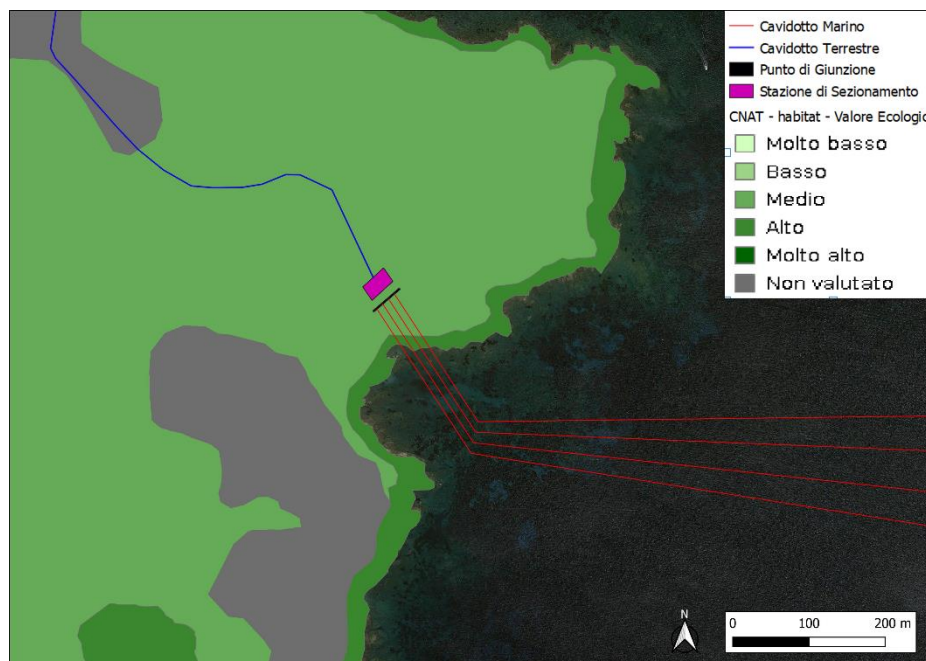 Cavidotto Marino
Cavidotto Terrestre
Punto di Giunzione
Stazione di Sezionamento
CNAT - habitat - Valore Ecologic
Molto basso
Basso
Medio
Alto
Molto alto
Non valutato
N
0 100 200 m